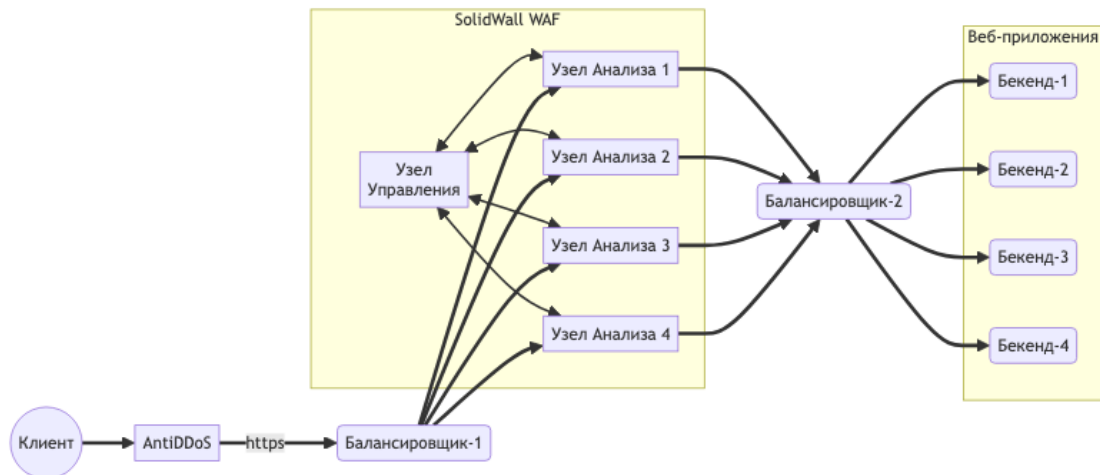 SolidWall WAF
Веб-приложения
Узел Анализа 1
Бекенд-1
Узел Анализа 2
Узел
Управления
Бекенд-2
Балансировщик-2
Узел Анализа 3
Бекенд-3
Узел Анализа 4
Бекенд-4
Клиент
AntiDDoS
https
Балансировщик-1